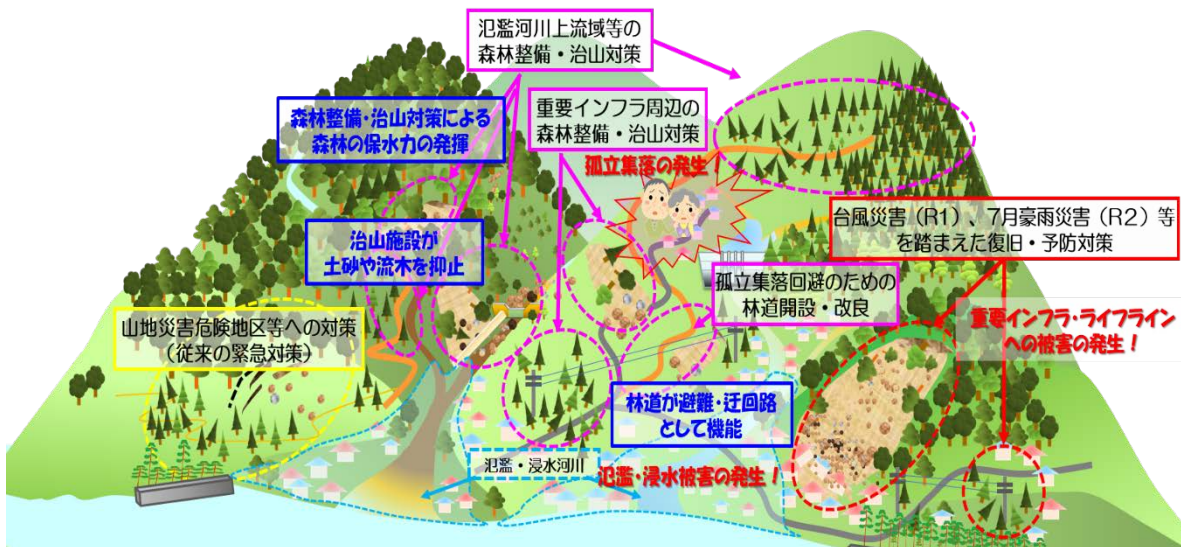 氾濫河川上流域等の
森林整備・治山対策
重要インフラ周辺の
森林整備・治山対策
森林整備・治山対策による
森林の保水力の発揮
孤立集落の発生！
台風災害（R1）、7月豪雨災害（R2）等
を踏まえた復旧・予防対策
治山施設が
土砂や流木を抑止
孤立集落回避のための
林道開設・改良
山地災害危険地区等への対策
（従来の緊急対策）
重要インフラ・ライフライン
への被害の発生！
林道が避難・迂回路
として機能
氾濫・浸水河川
氾濫・浸水被害の発生！